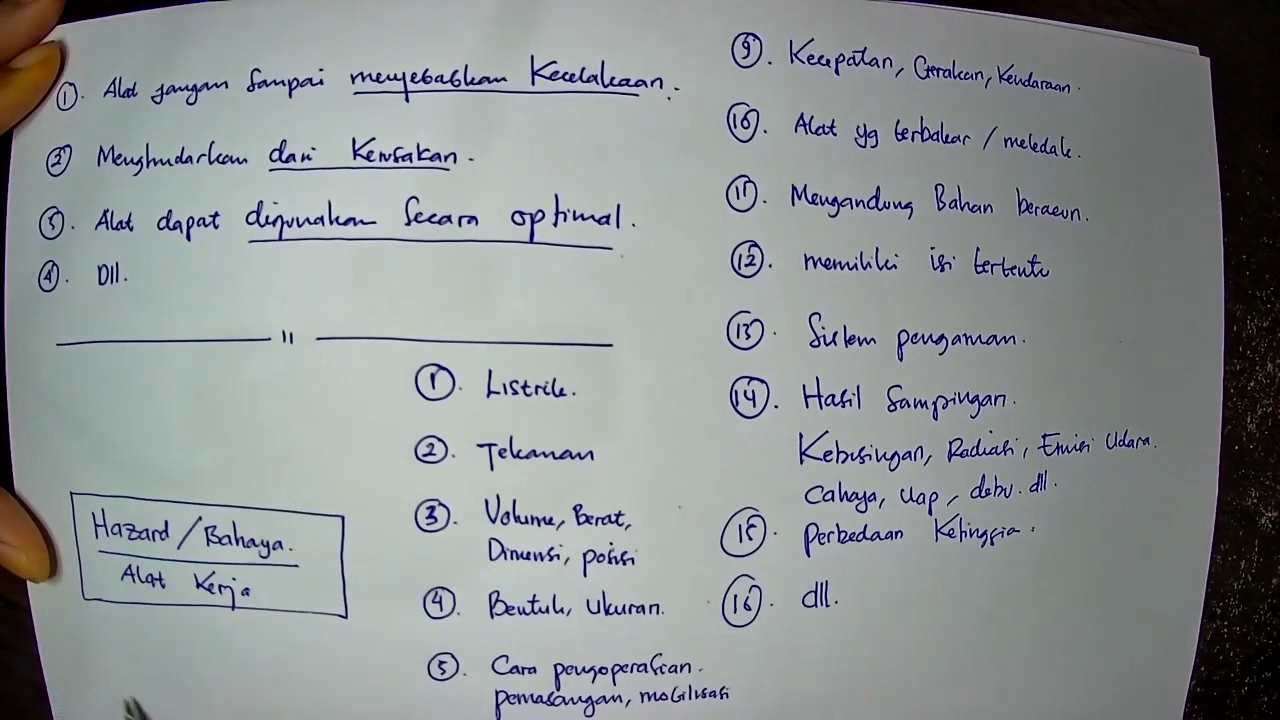 ①. Alat jangan sampai menyebabkan Kecelakaan.
② Menghindarkan dari Kerusakan.
③. Alat dapat digunakan Secara optimal.
④. Dll.
Hazard / Bahaya.
Alat Kerja
①. Listrik.
②. Tekanan
③. Volume, Berat,
Dimensi, posisi
④. Bentuk, Ukuran.
⑤. Cara pengoperasian.
pemasangan, mobilisasi
⑨. Kecepatan, Gerakan, Kendaraan.
⑩. Alat yg terbakar / meledak.
⑪. Mengandung Bahan beracun.
⑫. memiliki isi tertentu
⑬. Sistem pengaman.
⑭. Hasil Sampingan.
Kebisingan, Radiasi, Emisi Udara.
Cahaya, Uap, debu. dll.
⑮. Perbedaan Ketinggia.
⑯. dll.